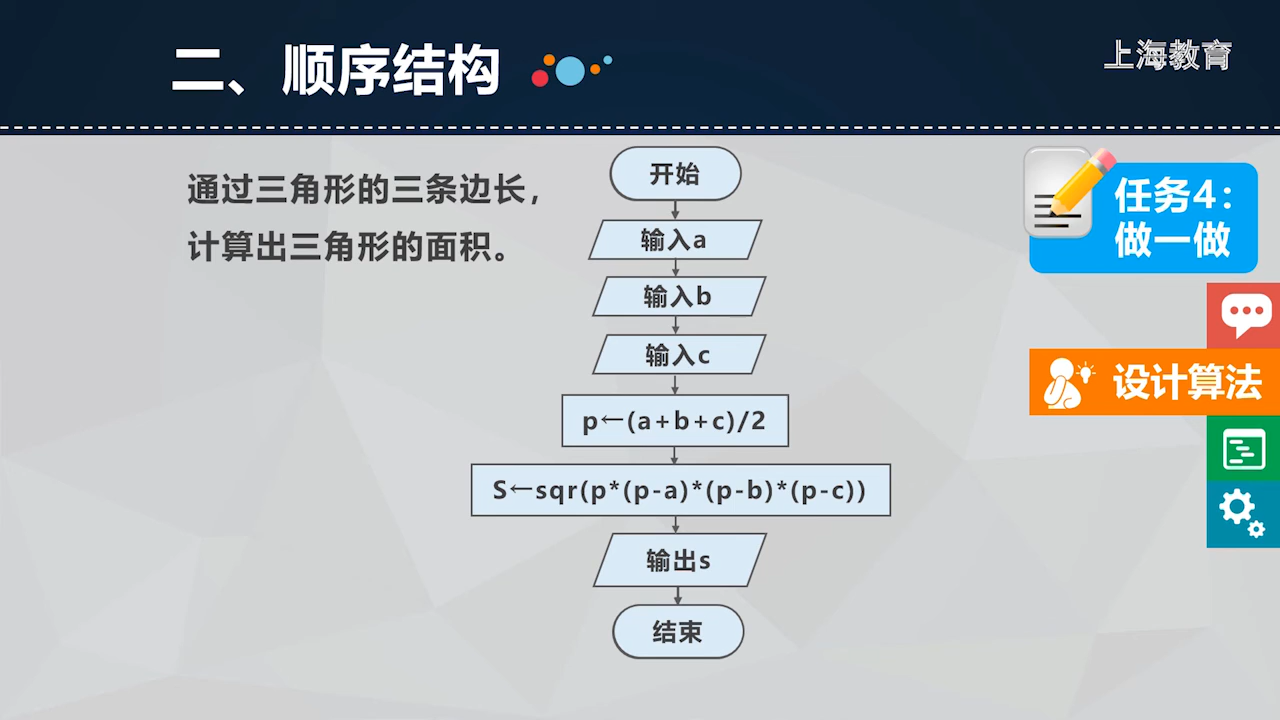 二、顺序结构
上海教育
通过三角形的三条边长，
计算出三角形的面积。
开始
输入a
输入b
输入c
p←(a+b+c)/2
S←sqr(p*(p-a)*(p-b)*(p-c))
输出s
结束
任务4：
做一做
设计算法